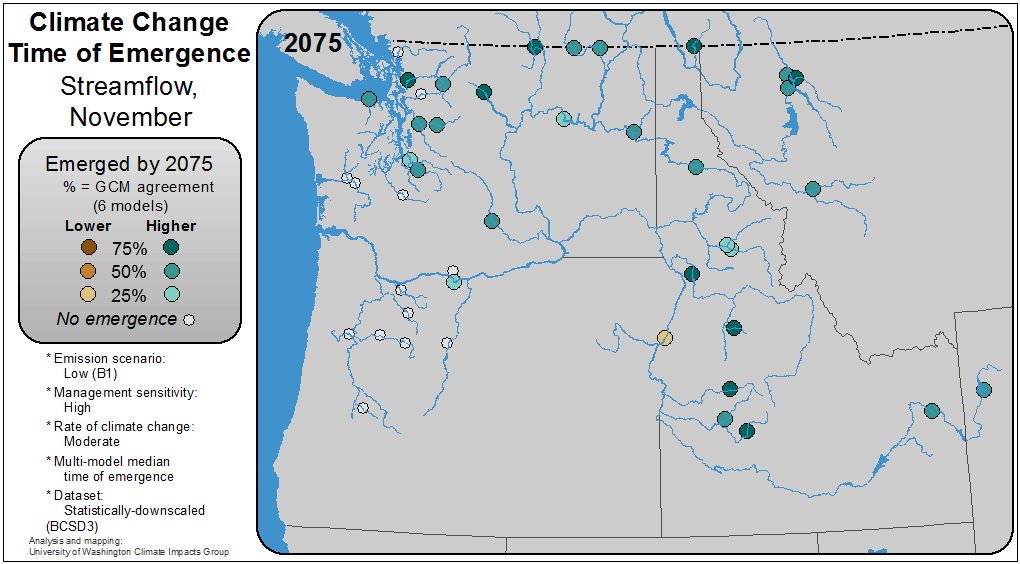 Climate Change
Time of Emergence
Streamflow,
November
2075
Emerged by 2075
% = GCM agreement
(6 models)
Lower Higher
75%
50%
25%
No emergence
* Emission scenario:
Low (B1)
* Management sensitivity:
High
* Rate of climate change:
Moderate
* Multi-model median
time of emergence
* Dataset:
Statistically-downscaled
(BCSD3)
Analysis and mapping:
University of Washington Climate Impacts Group